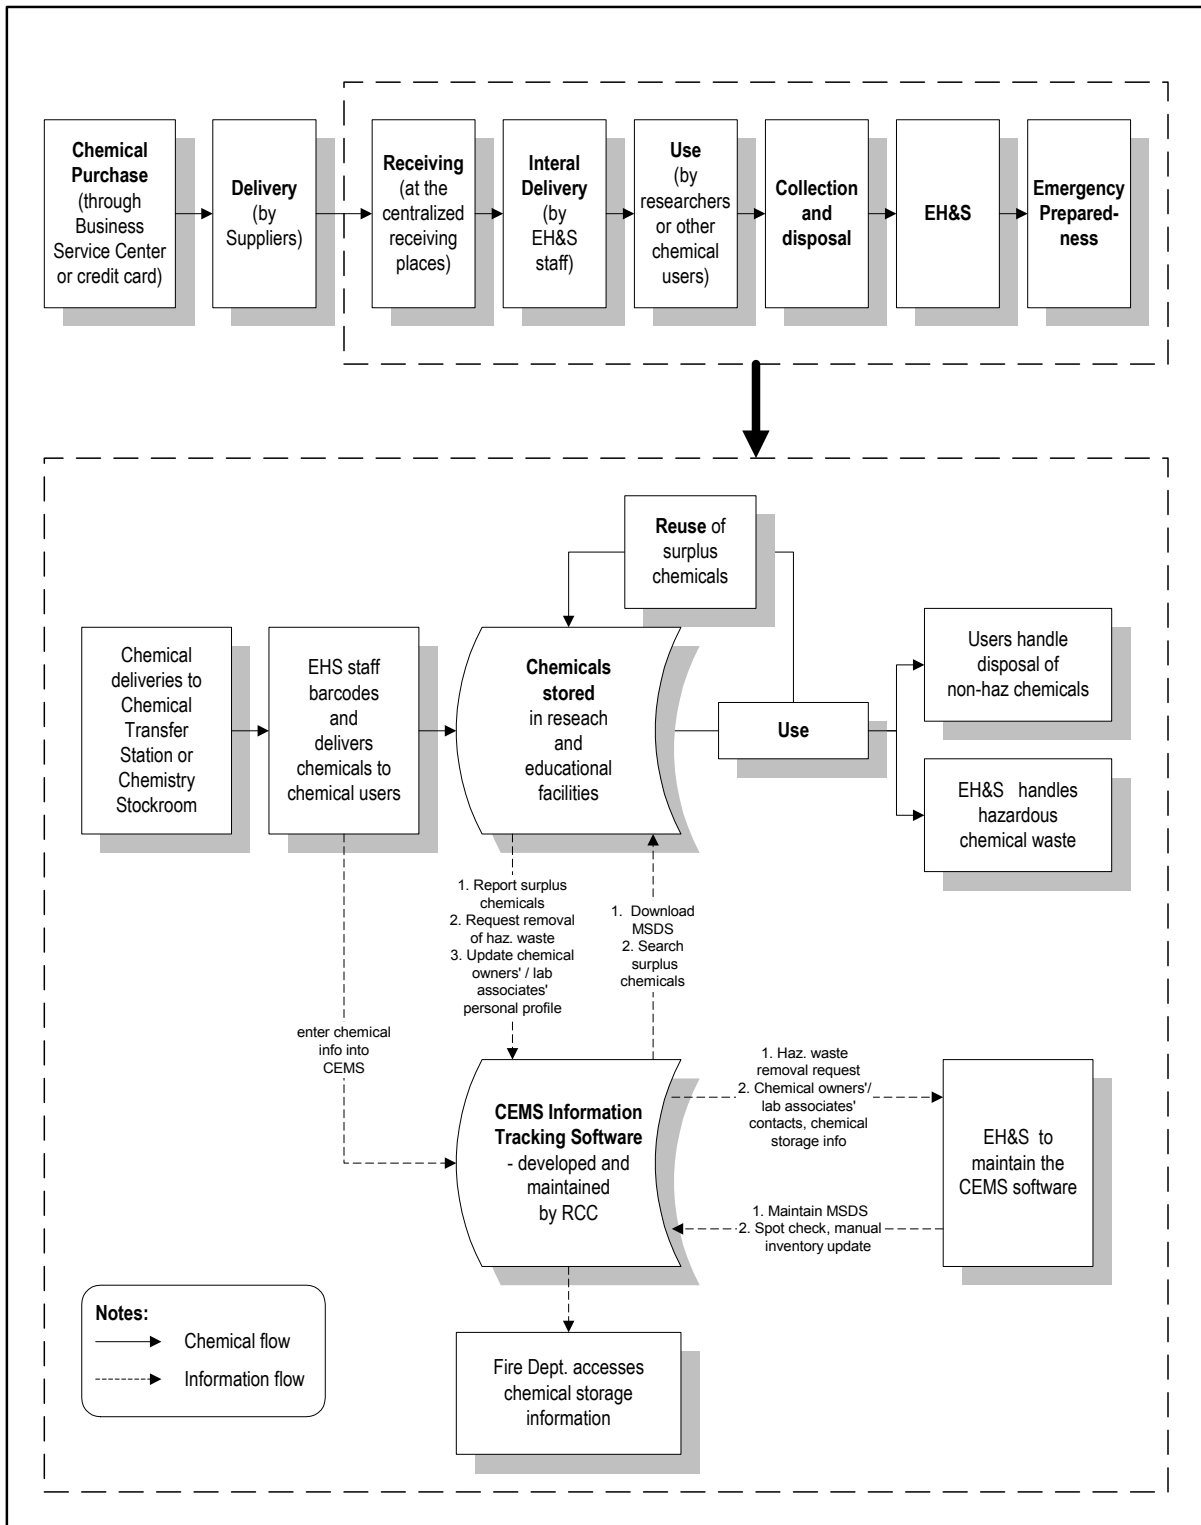 Chemical
Purchase
(through
Business
Service Center
or credit card)
Delivery
(by
Suppliers)
Receiving
(at the
centralized
receiving
places)
Interal
Delivery
(by
EH&S
staff)
Use
(by
researchers
or other
chemical
users)
Collection
and
disposal
EH&S
Emergency
Prepared-
ness
Reuse of
surplus
chemicals
Chemical
deliveries to
Chemical
Transfer
Station or
Chemistry
Stockroom
EHS staff
barcodes
and
delivers
chemicals to
chemical users
Chemicals
stored
in reseach
and
educational
facilities
Use
Users handle
disposal of
non-haz chemicals
EH&S handles
hazardous
chemical waste
1. Report surplus
chemicals
2. Request removal
of haz. waste
3. Update chemical
owners' / lab
associates'
personal profile
1. Download
MSDS
2. Search
surplus
chemicals
enter chemical
info into
CEMS
CEMS Information
Tracking Software
- developed and
maintained
by RCC
1. Haz. waste
removal request
2. Chemical owners'/
lab associates'
contacts, chemical
storage info
1. Maintain MSDS
2. Spot check, manual
inventory update
EH&S to
maintain the
CEMS software
Fire Dept. accesses
chemical storage
information
Notes:
Chemical flow
Information flow